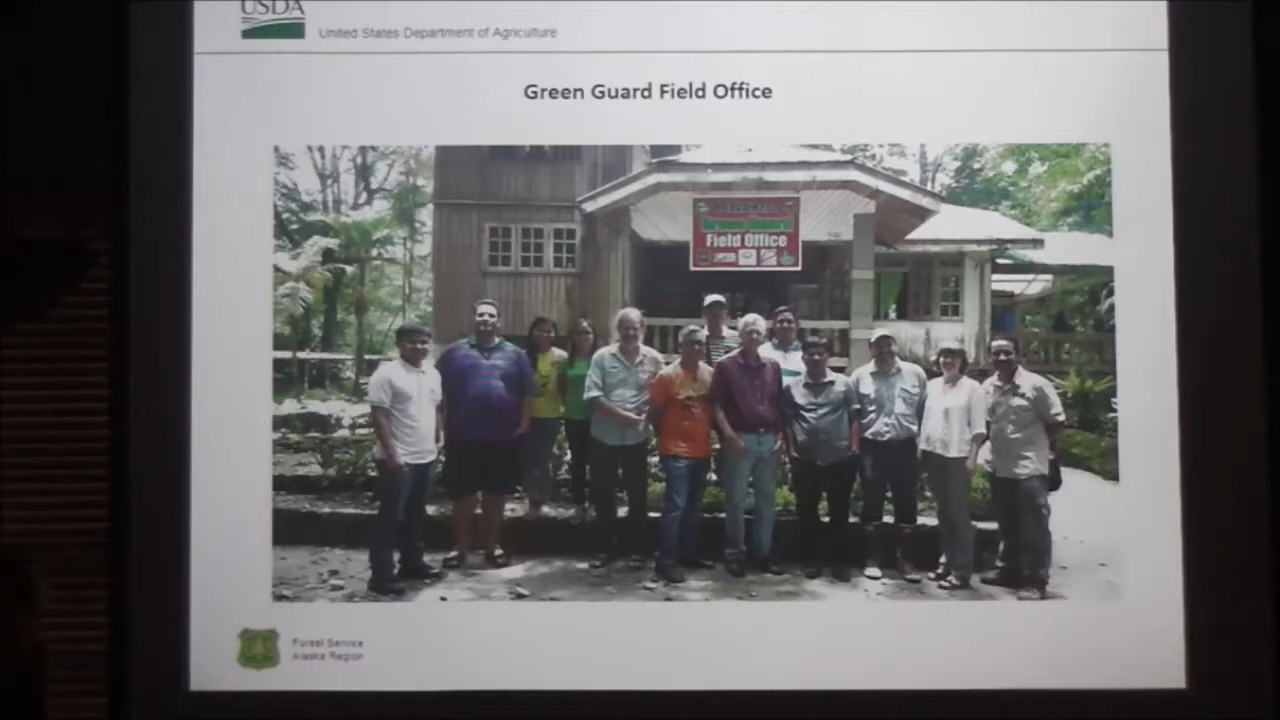 USDA
United States Department of Agriculture
Green Guard Field Office
Field Office
Forest Service
Alaska Region